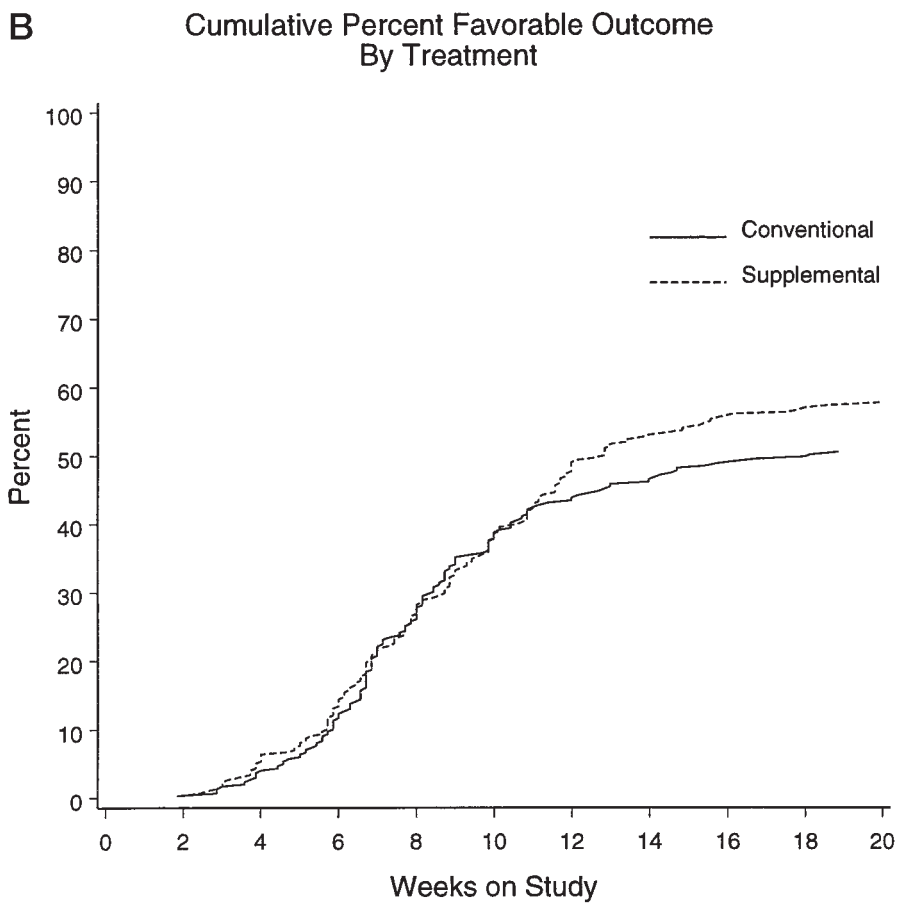 B
Cumulative Percent Favorable Outcome
By Treatment
100
90
80
70
60
50
40
30
20
10
0
Percent
Conventional
Supplemental
0 2 4 6 8 10 12 14 16 18 20
Weeks on Study